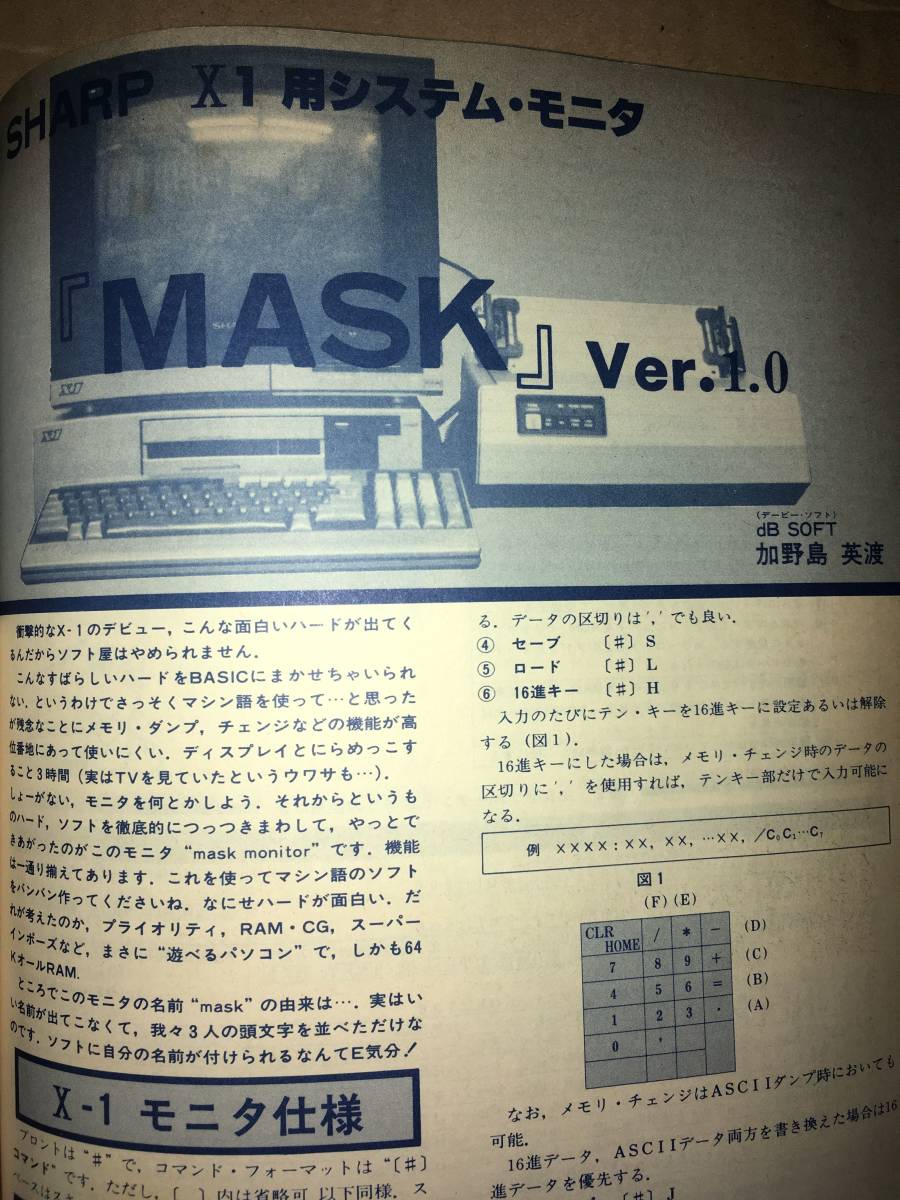 SHARP X1用システム・モニタ
『MASK』Ver.1.0
(デービー・ソフト)
dB SOFT
加野島 英渡
衝撃的なX-1のデビュー，こんな面白いハードが出てく
るんだからソフト屋はやめられません．
こんなすばらしいハードをBASICにまかせちゃいられ
ない．というわけでさっそくマシン語を使って…と思った
が残念なことにメモリ・ダンプ，チェンジなどの機能が高
位番地にあって使いにくい．ディスプレイとにらめっこす
ること3時間（実はTVを見ていたというウワサも…）．
しょーがない，モニタを何とかしよう．それからというも
のハード，ソフトを徹底的につっつきまわして，やっとで
きあがったのがこのモニタ“mask monitor”です．機能
は一通り揃えてあります．これを使ってマシン語のソフト
をバンバン作ってくださいね．なにせハードが面白い．だ
れが考えたのか，プライオリティ，RAM・CG，スーパー
インポーズなど，まさに“遊べるパソコン”で，しかも64
KオールRAM．
ところでこのモニタの名前“mask”の由来は…．実はい
い名前が出てこなくて，我々3人の頭文字を並べただけな
のです．ソフトに自分の名前が付けられるなんてE気分！
X-1 モニタ仕様
プロントは“#”で，コマンド・フォーマットは“〔#〕
コマンド”です．ただし，〔 〕内は省略可 以下同様．ス
る．データの区切りは','でも良い．
④ セーブ 〔#〕S
⑤ ロード 〔#〕L
⑥ 16進キー 〔#〕H
入力のたびにテン・キーを16進キーに設定あるいは解除
する（図1）．
16進キーにした場合は，メモリ・チェンジ時のデータの
区切りに','を使用すれば，テンキー部だけで入力可能に
なる．
例 ××××：××，××，…××，/C₀C₁…C₇
図1
(F) (E)
CLR HOME / * − (D)
7 8 9 + (C)
4 5 6 = (B)
1 2 3 . (A)
0 ,
なお，メモリ・チェンジはASCIIダンプ時においても
可能．
16進データ，ASCIIデータ両方を書き換えた場合は16
進データを優先する．
〔#〕J